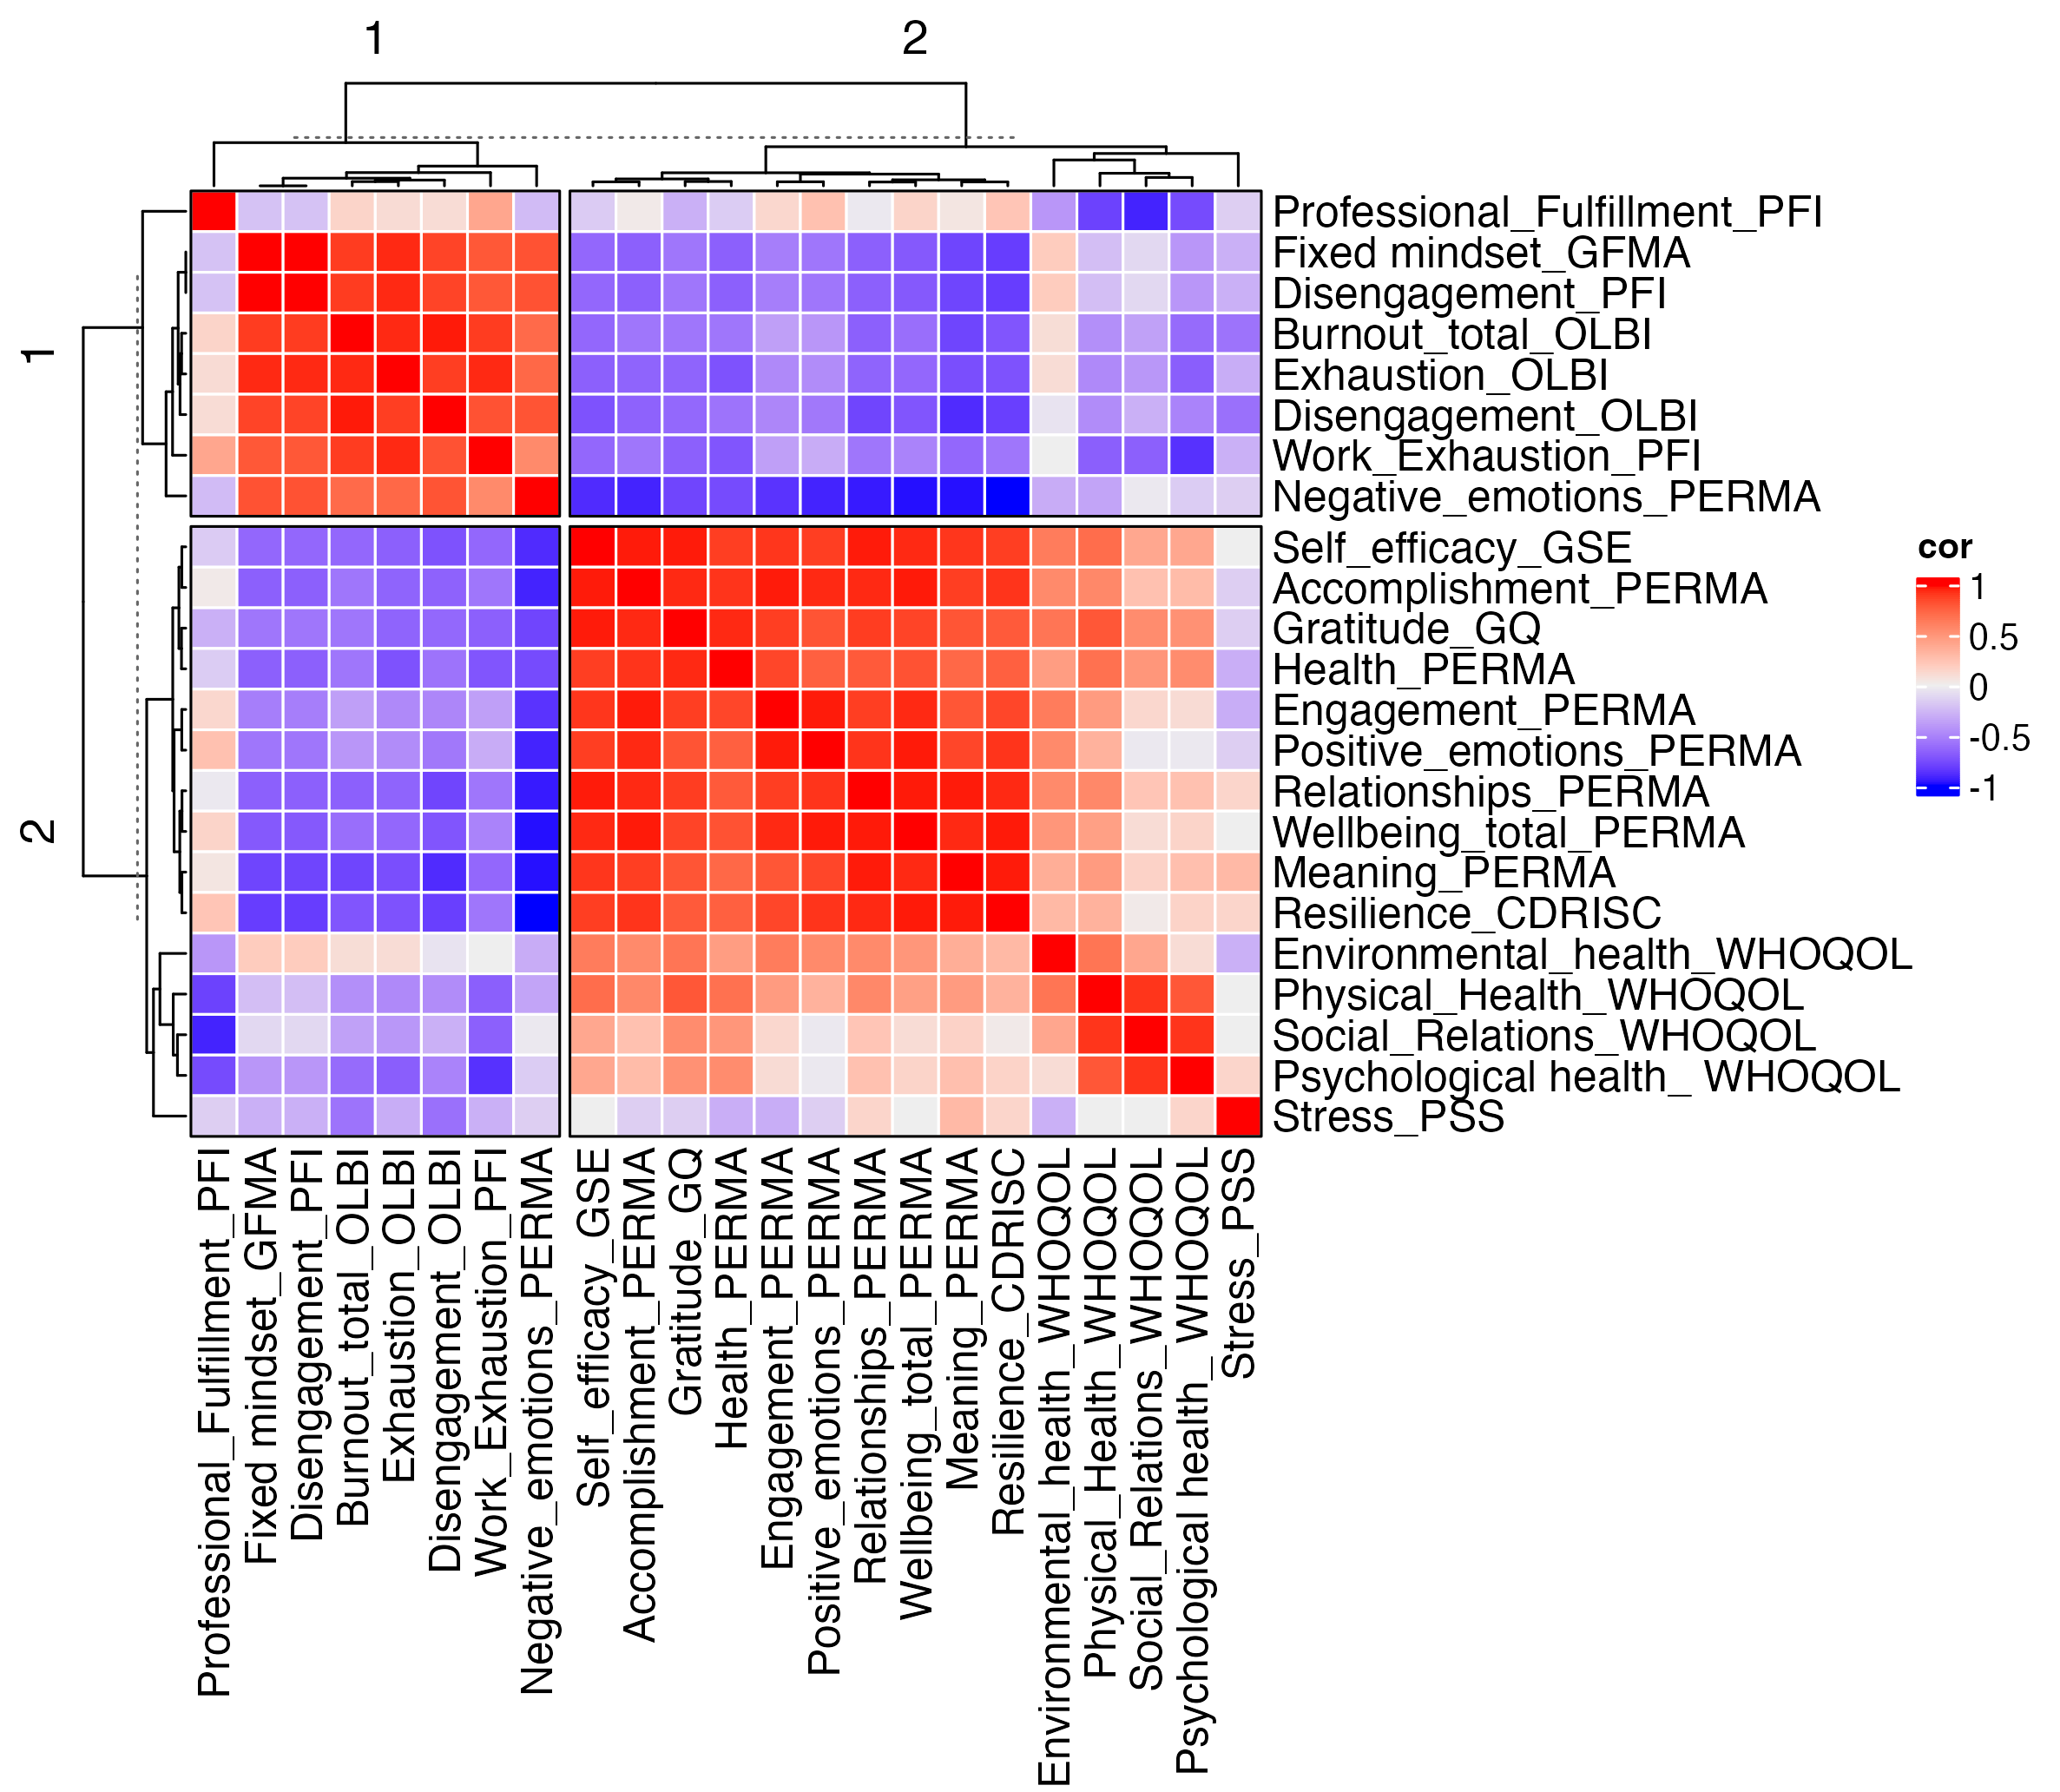 1
2
1
2
Professional_Fulfillment_PFI
Fixed mindset_GFMA
Disengagement_PFI
Burnout_total_OLBI
Exhaustion_OLBI
Disengagement_OLBI
Work_Exhaustion_PFI
Negative_emotions_PERMA
Self_efficacy_GSE
Accomplishment_PERMA
Gratitude_GQ
Health_PERMA
Engagement_PERMA
Positive_emotions_PERMA
Relationships_PERMA
Wellbeing_total_PERMA
Meaning_PERMA
Resilience_CDRISC
Environmental_health_WHOQOL
Physical_Health_WHOQOL
Social_Relations_WHOQOL
Psychological health_ WHOQOL
Stress_PSS
cor
1
0.5
0
-0.5
-1
Professional_Fulfillment_PFI
Fixed mindset_GFMA
Disengagement_PFI
Burnout_total_OLBI
Exhaustion_OLBI
Disengagement_OLBI
Work_Exhaustion_PFI
Negative_emotions_PERMA
Self_efficacy_GSE
Accomplishment_PERMA
Gratitude_GQ
Health_PERMA
Engagement_PERMA
Positive_emotions_PERMA
Relationships_PERMA
Wellbeing_total_PERMA
Meaning_PERMA
Resilience_CDRISC
Environmental_health_WHOQOL
Physical_Health_WHOQOL
Social_Relations_WHOQOL
Psychological health_ WHOQOL
Stress_PSS